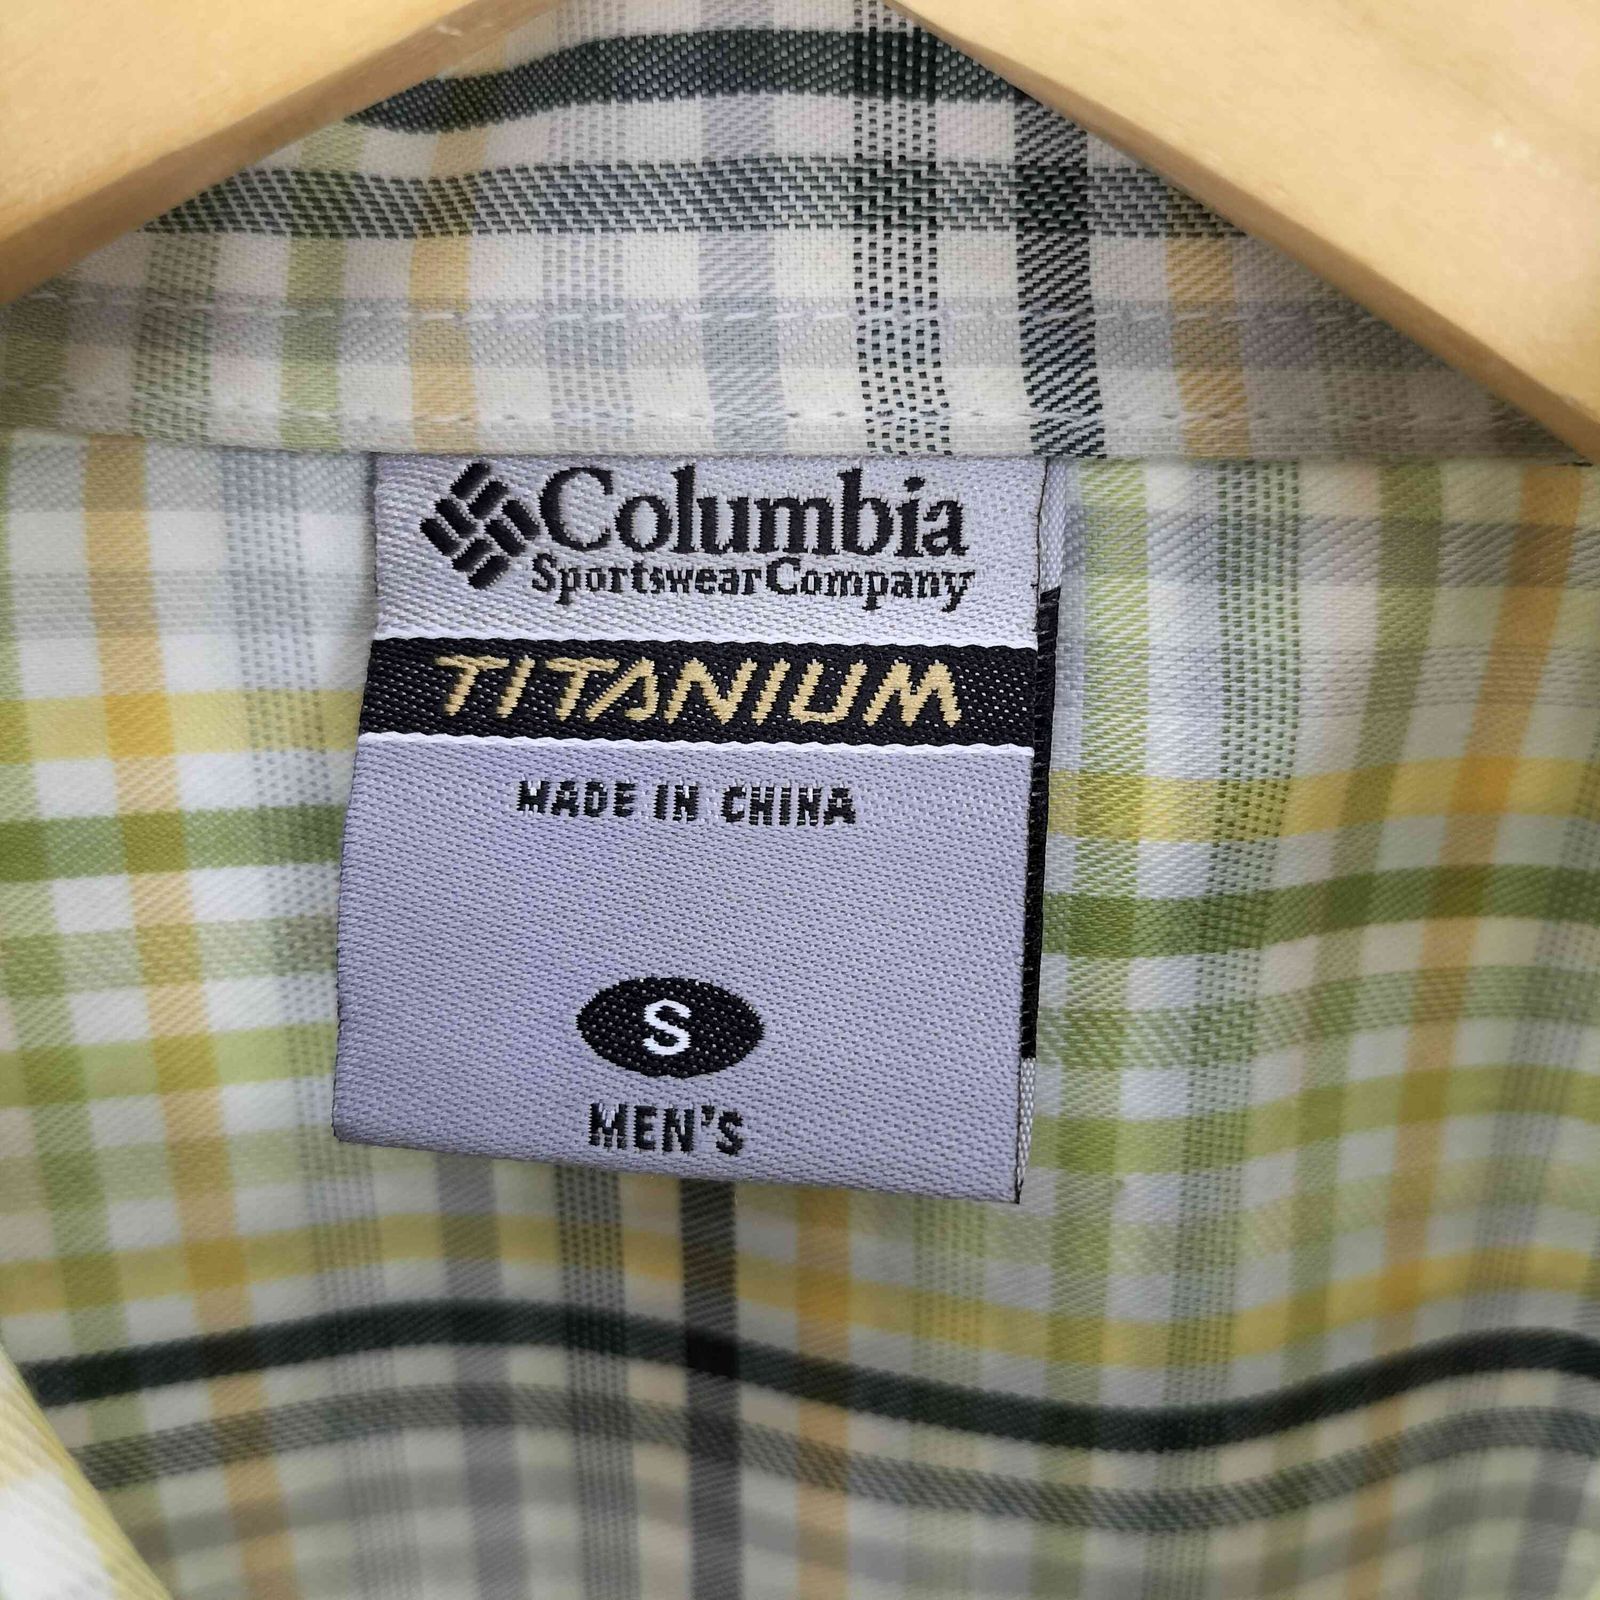 Columbia
Sportswear Company
TITANIUM
MADE IN CHINA
S
MEN'S